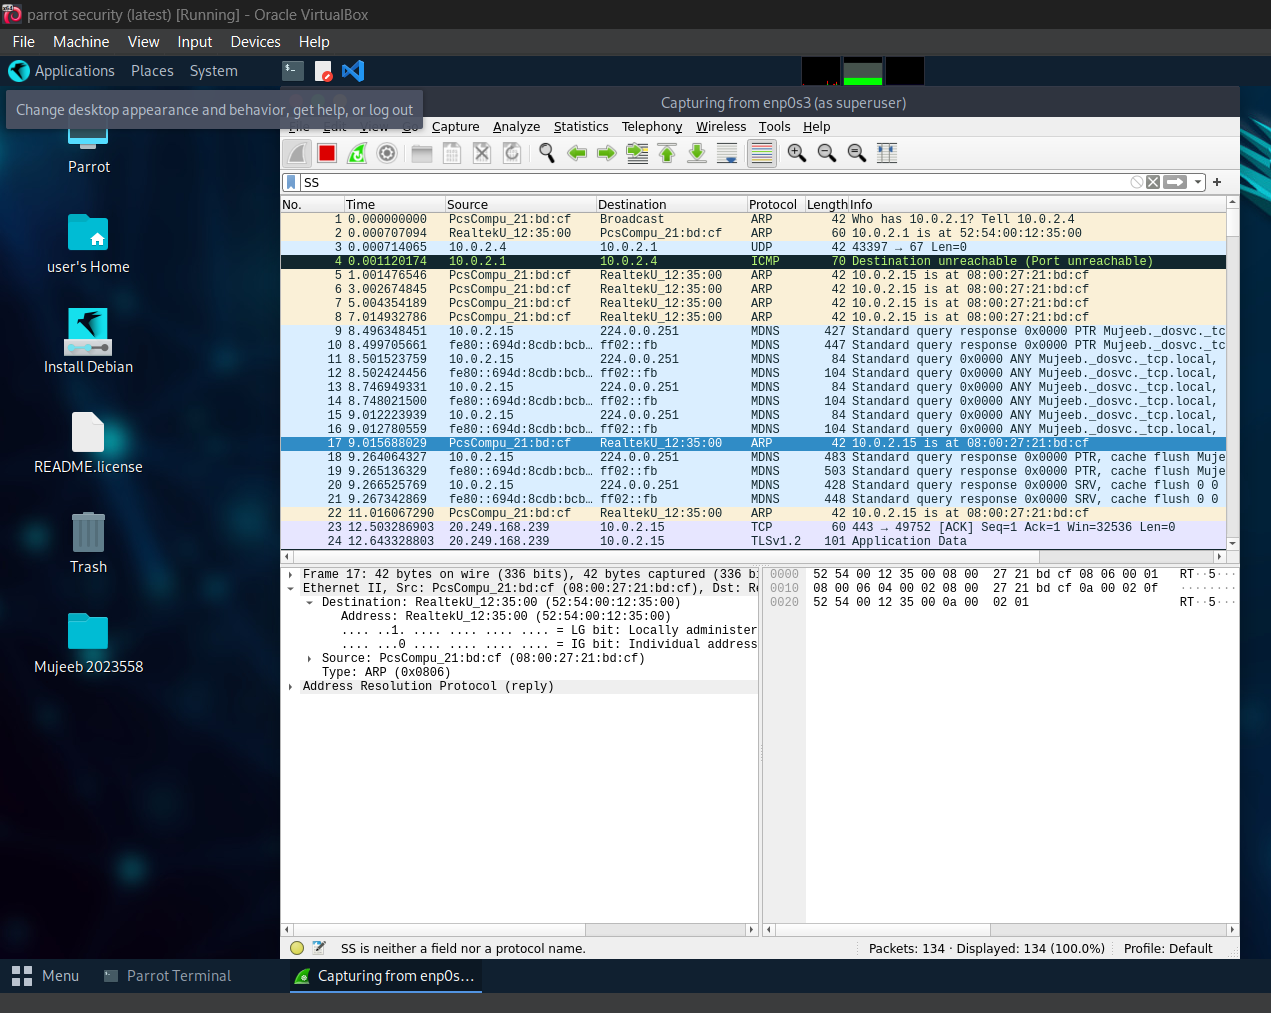 parrot security (latest) [Running] - Oracle VirtualBox
File Machine View Input Devices Help
Applications Places System
Change desktop appearance and behavior, get help, or log out
Capturing from enp0s3 (as superuser)
File Edit View Go Capture Analyze Statistics Telephony Wireless Tools Help
SS
No. Time Source Destination Protocol Length Info
1 0.000000000 PcsCompu_21:bd:cf Broadcast ARP 42 Who has 10.0.2.1? Tell 10.0.2.4
2 0.000707094 RealtekU_12:35:00 PcsCompu_21:bd:cf ARP 60 10.0.2.1 is at 52:54:00:12:35:00
3 0.000714065 10.0.2.4 10.0.2.1 UDP 42 43397 → 67 Len=0
4 0.001120174 10.0.2.1 10.0.2.4 ICMP 70 Destination unreachable (Port unreachable)
5 1.001476546 PcsCompu_21:bd:cf RealtekU_12:35:00 ARP 42 10.0.2.15 is at 08:00:27:21:bd:cf
6 3.002674845 PcsCompu_21:bd:cf RealtekU_12:35:00 ARP 42 10.0.2.15 is at 08:00:27:21:bd:cf
7 5.004354189 PcsCompu_21:bd:cf RealtekU_12:35:00 ARP 42 10.0.2.15 is at 08:00:27:21:bd:cf
8 7.014932786 PcsCompu_21:bd:cf RealtekU_12:35:00 ARP 42 10.0.2.15 is at 08:00:27:21:bd:cf
9 8.496348451 10.0.2.15 224.0.0.251 MDNS 427 Standard query response 0x0000 PTR Mujeeb._dosvc._tc
10 8.499705661 fe80::694d:8cdb:bcb… ff02::fb MDNS 447 Standard query response 0x0000 PTR Mujeeb._dosvc._tc
11 8.501523759 10.0.2.15 224.0.0.251 MDNS 84 Standard query 0x0000 ANY Mujeeb._dosvc._tcp.local,
12 8.502424456 fe80::694d:8cdb:bcb… ff02::fb MDNS 104 Standard query 0x0000 ANY Mujeeb._dosvc._tcp.local,
13 8.746949331 10.0.2.15 224.0.0.251 MDNS 84 Standard query 0x0000 ANY Mujeeb._dosvc._tcp.local,
14 8.748021500 fe80::694d:8cdb:bcb… ff02::fb MDNS 104 Standard query 0x0000 ANY Mujeeb._dosvc._tcp.local,
15 9.012223939 10.0.2.15 224.0.0.251 MDNS 84 Standard query 0x0000 ANY Mujeeb._dosvc._tcp.local,
16 9.012780559 fe80::694d:8cdb:bcb… ff02::fb MDNS 104 Standard query 0x0000 ANY Mujeeb._dosvc._tcp.local,
17 9.015688029 PcsCompu_21:bd:cf RealtekU_12:35:00 ARP 42 10.0.2.15 is at 08:00:27:21:bd:cf
18 9.264064327 10.0.2.15 224.0.0.251 MDNS 483 Standard query response 0x0000 PTR, cache flush Muje
19 9.265136329 fe80::694d:8cdb:bcb… ff02::fb MDNS 503 Standard query response 0x0000 PTR, cache flush Muje
20 9.266525769 10.0.2.15 224.0.0.251 MDNS 428 Standard query response 0x0000 SRV, cache flush 0 0
21 9.267342869 fe80::694d:8cdb:bcb… ff02::fb MDNS 448 Standard query response 0x0000 SRV, cache flush 0 0
22 11.016067290 PcsCompu_21:bd:cf RealtekU_12:35:00 ARP 42 10.0.2.15 is at 08:00:27:21:bd:cf
23 12.503286903 20.249.168.239 10.0.2.15 TCP 60 443 → 49752 [ACK] Seq=1 Ack=1 Win=32536 Len=0
24 12.643328803 20.249.168.239 10.0.2.15 TLSv1.2 101 Application Data
Frame 17: 42 bytes on wire (336 bits), 42 bytes captured (336 bi
Ethernet II, Src: PcsCompu_21:bd:cf (08:00:27:21:bd:cf), Dst: Re
Destination: RealtekU_12:35:00 (52:54:00:12:35:00)
Address: RealtekU_12:35:00 (52:54:00:12:35:00)
.... ..1. .... .... .... .... = LG bit: Locally administer
.... ...0 .... .... .... .... = IG bit: Individual address
Source: PcsCompu_21:bd:cf (08:00:27:21:bd:cf)
Type: ARP (0x0806)
Address Resolution Protocol (reply)
0000 52 54 00 12 35 00 08 00 27 21 bd cf 08 06 00 01 RT··5···
0010 08 00 06 04 00 02 08 00 27 21 bd cf 0a 00 02 0f ········
0020 52 54 00 12 35 00 0a 00 02 01 RT··5···
SS is neither a field nor a protocol name.
Packets: 134 · Displayed: 134 (100.0%)
Profile: Default
Parrot
user's Home
Install Debian
README.license
Trash
Mujeeb 2023558
Menu
Parrot Terminal
Capturing from enp0s…